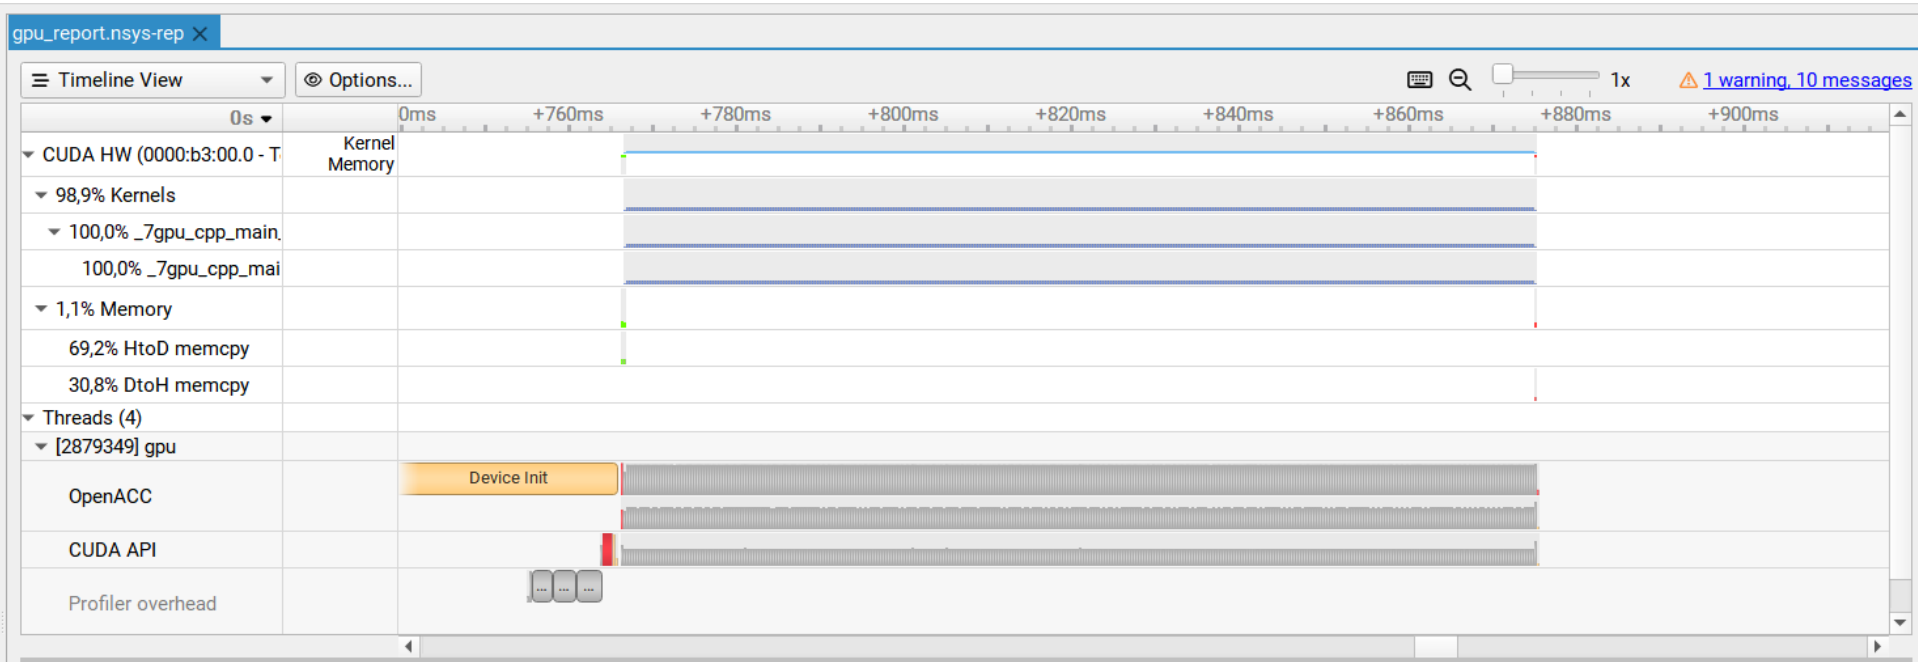 gpu_report.nsys-rep
Timeline View
Options...
1x
1 warning, 10 messages
0s
0ms
+760ms
+780ms
+800ms
+820ms
+840ms
+860ms
+880ms
+900ms
CUDA HW (0000:b3:00.0 - T
Kernel
Memory
98,9% Kernels
100,0% _7gpu_cpp_main_
100,0% _7gpu_cpp_mai
1,1% Memory
69,2% HtoD memcpy
30,8% DtoH memcpy
Threads (4)
[2879349] gpu
OpenACC
Device Init
CUDA API
Profiler overhead
... ... ...